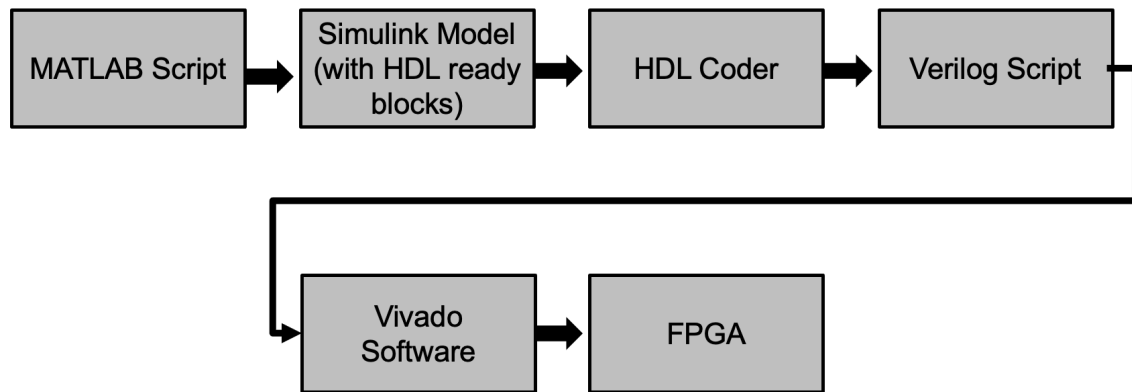 MATLAB Script
Simulink Model
(with HDL ready
blocks)
HDL Coder
Verilog Script
Vivado
Software
FPGA